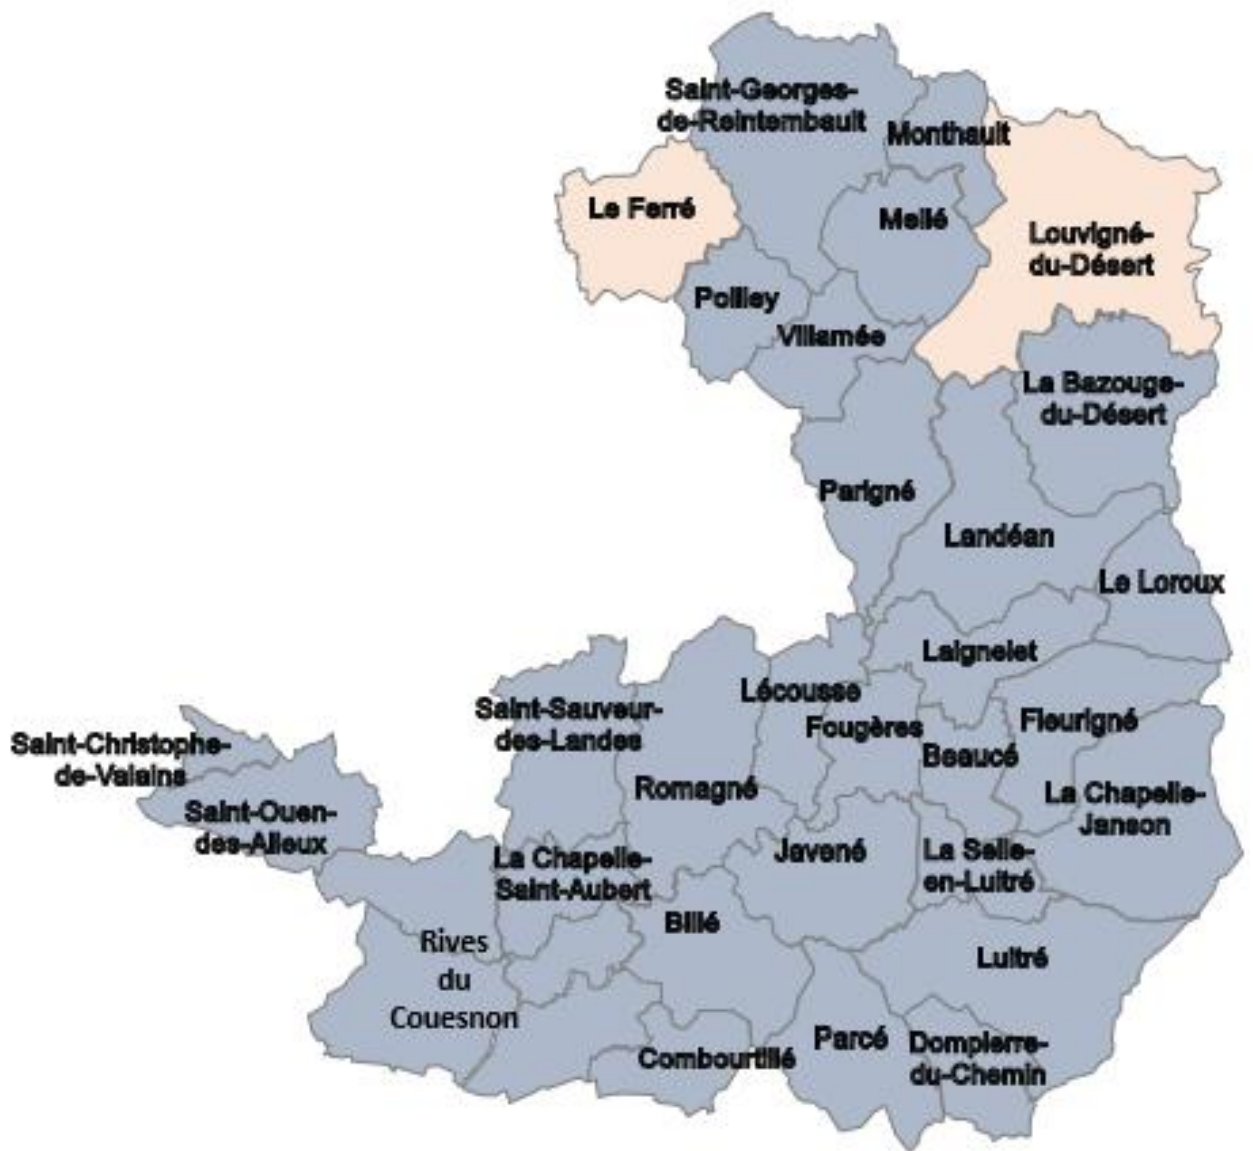 Saint-Georges-
de-Reintembault
Monthault
Le Ferré
Mellé
Louvigné-
du-Désert
Poilley
Villamée
La Bazouge-
du-Désert
Parigné
Landéan
Le Loroux
Laignelet
Lécousse
Saint-Sauveur-
des-Landes
Fougères
Fleurigné
Saint-Christophe-
de-Valains
Beaucé
Romagné
La Chapelle-
Janson
Saint-Ouen-
des-Alleux
Javené
La Selle-
en-Luitré
La Chapelle-
Saint-Aubert
Billé
Rives
du
Couesnon
Luitré
Parcé
Dompierre-
du-Chemin
Combourtillé